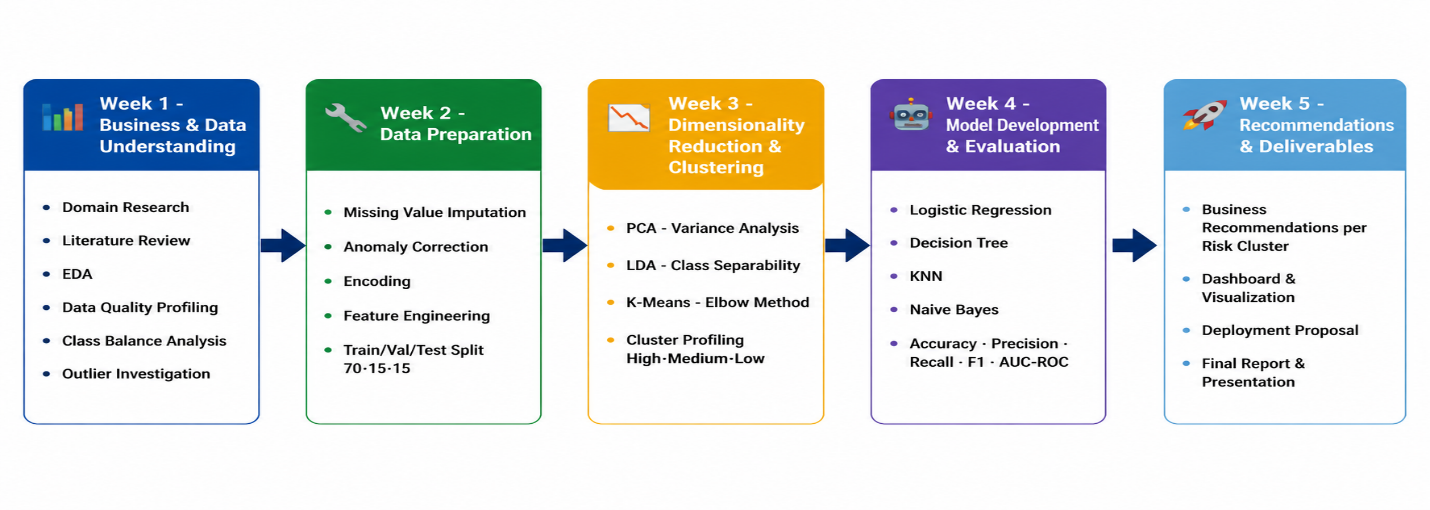 Week 1 -
Business & Data
Understanding
Domain Research
Literature Review
EDA
Data Quality Profiling
Class Balance Analysis
Outlier Investigation
Week 2 -
Data Preparation
Missing Value Imputation
Anomaly Correction
Encoding
Feature Engineering
Train/Val/Test Split
70·15·15
Week 3 -
Dimensionality
Reduction &
Clustering
PCA - Variance Analysis
LDA - Class Separability
K-Means - Elbow Method
Cluster Profiling
High·Medium·Low
Week 4 -
Model Development
& Evaluation
Logistic Regression
Decision Tree
KNN
Naive Bayes
Accuracy · Precision ·
Recall · F1 · AUC-ROC
Week 5 -
Recommendations
& Deliverables
Business
Recommendations per
Risk Cluster
Dashboard &
Visualization
Deployment Proposal
Final Report &
Presentation